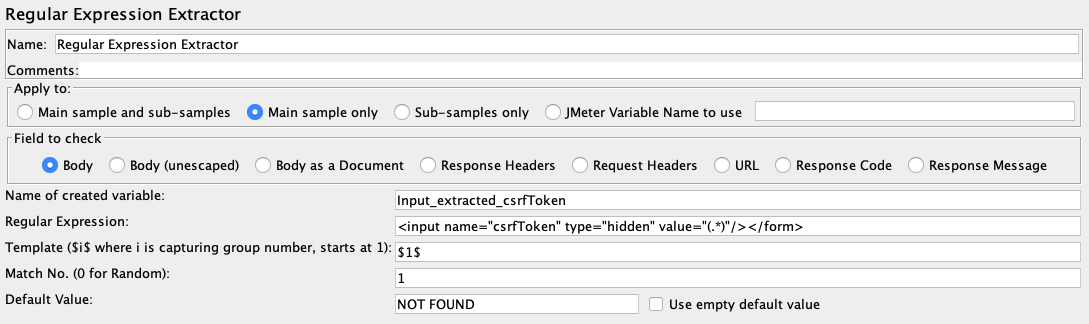 Regular Expression Extractor
Name: Regular Expression Extractor
Comments:
Apply to:
Main sample and sub-samples Main sample only Sub-samples only JMeter Variable Name to use
Field to check
Body Body (unescaped) Body as a Document Response Headers Request Headers URL Response Code Response Message
Name of created variable: Input_extracted_csrfToken
Regular Expression: <input name="csrfToken" type="hidden" value="(.*)"/></form>
Template ($i$ where i is capturing group number, starts at 1): $1$
Match No. (0 for Random): 1
Default Value: NOT FOUND Use empty default value